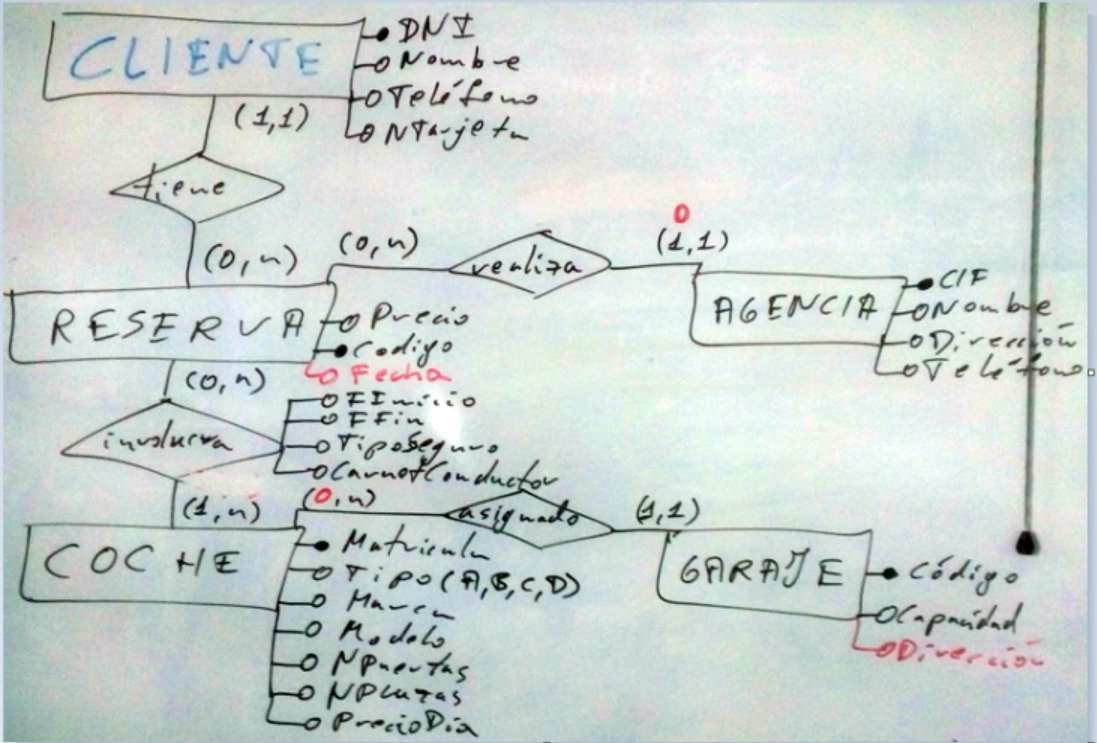 CLIENTE
DNI
Nombre
Teléfono
NTarjeta
(1,1)
tiene
(0,n)
(0,n)
realiza
0
(1,1)
RESERVA
Precio
Codigo
Fecha
AGENCIA
CIF
Nombre
Dirección
Teléfono
(0,n)
involucra
FInicio
FFin
TipoSeguro
CarnetConductor
(1,n)
(0,n)
asignado
(1,1)
COCHE
Matricula
Tipo (A,B,C,D)
Marca
Modelo
NPuertas
NPlazas
PrecioDia
GARAJE
Código
Capacidad
Dirección